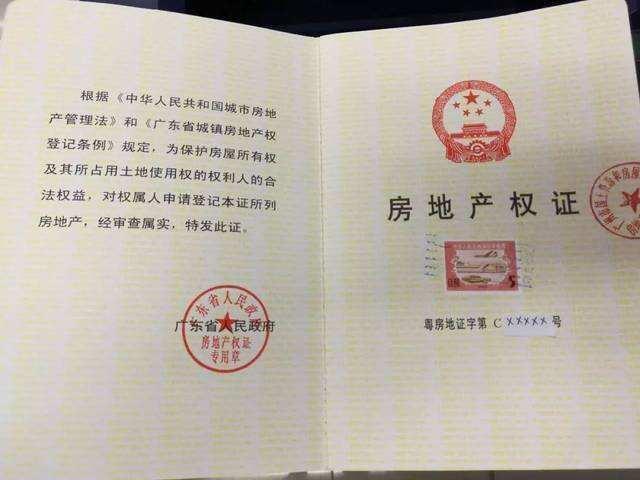 根据《中华人民共和国城市房地
产管理法》和《广东省城镇房地产权
登记条例》规定，为保护房屋所有权
及其所占用土地使用权的权利人的合
法权益，对权属人申请登记本证所列
房地产，经审查属实，特发此证。
广东省人民政府
广东省人民政府
房地产权证
专用章
房地产权证
5
粤房地证字第 C XXXXX 号